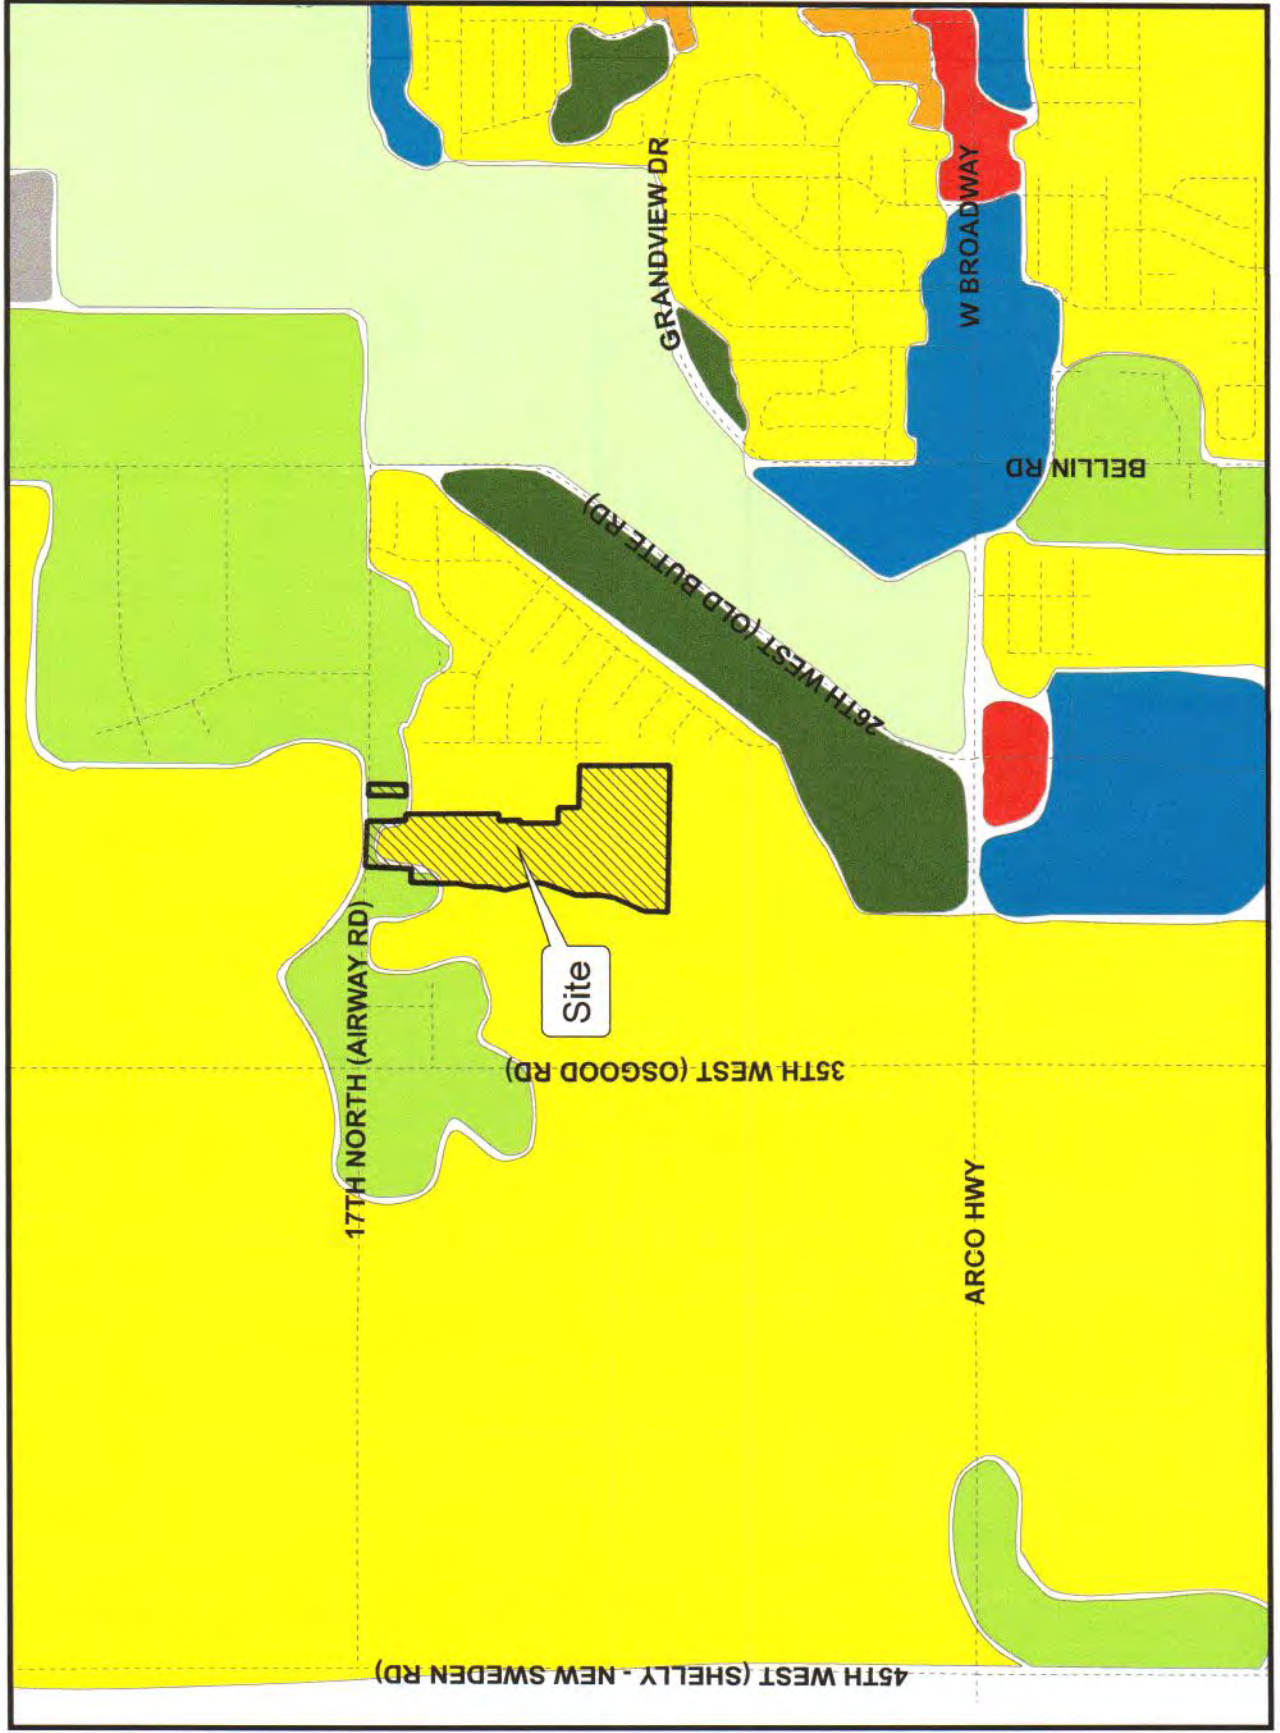 GRANDVIEW DR
W BROADWAY
BELLIN RD
26TH WEST (OLD BUTTE RD)
17TH NORTH (AIRWAY RD)
Site
35TH WEST (OSGOOD RD)
ARCO HWY
45TH WEST (SHELLY - NEW SWEDEN RD)